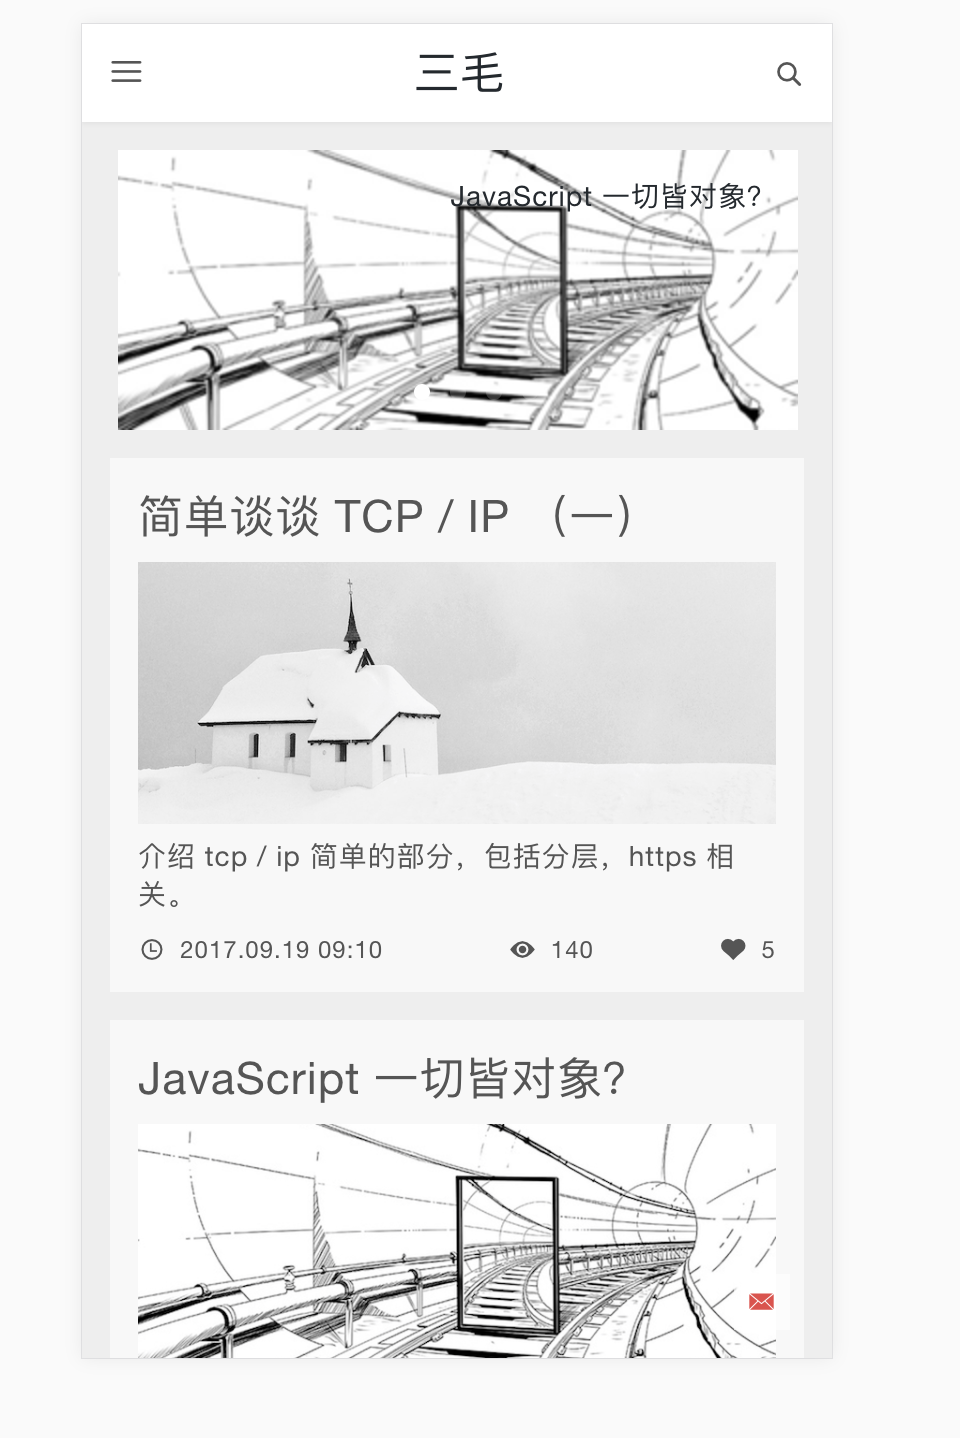 三毛
JavaScript 一切皆对象?
简单谈谈 TCP / IP （一）
介绍 tcp / ip 简单的部分，包括分层，https 相
关。
2017.09.19 09:10 140 5
JavaScript 一切皆对象?